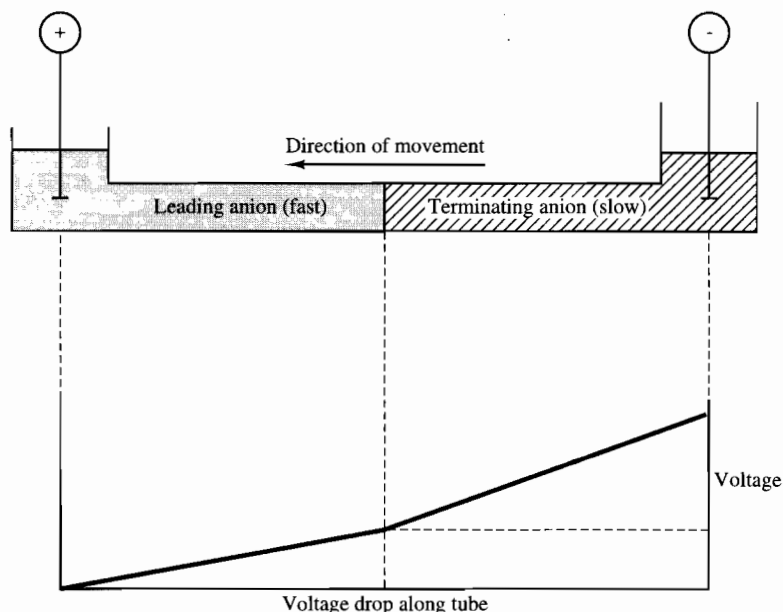 +
-
Direction of movement
Leading anion (fast)
Terminating anion (slow)
Voltage
Voltage drop along tube